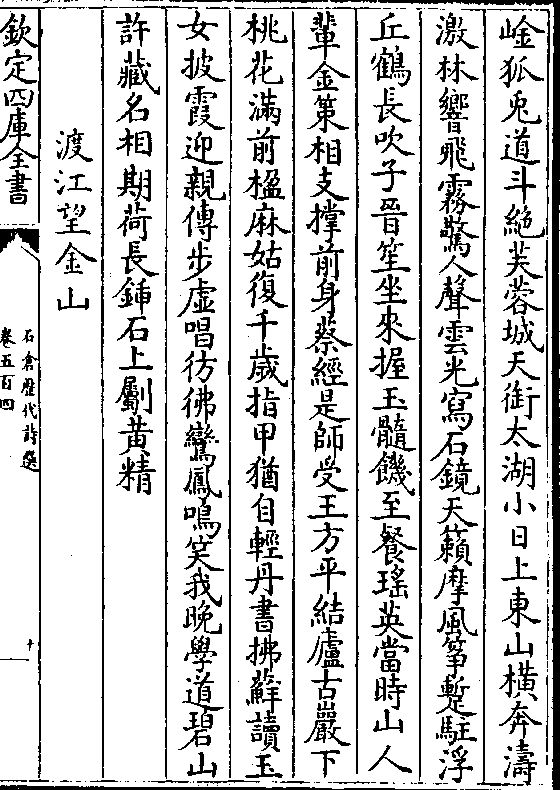 崯狐兎道斗絶芙蓉城天銜太湖小日上東山橫奔濤
激林響飛霧驚人聲雲光寫石鏡天籟摩風箏蹔駐浮
丘鶴長吹子晉笙坐來握玉髓饑至餐瑤英當時山人
輩金策相支撐前身蔡經是師受王方平結廬古巖下
桃花滿前楹麻姑復千歲指甲猶自輕丹書拂蘚讀玉
女披霞迎親傳步虛唱彷彿鸞鳳鳴笑我晚學道碧山
許藏名相期荷長鍤石上劚黄精
渡江望金山
欽定四庫全書
石倉歴代詩選
卷五百四
十